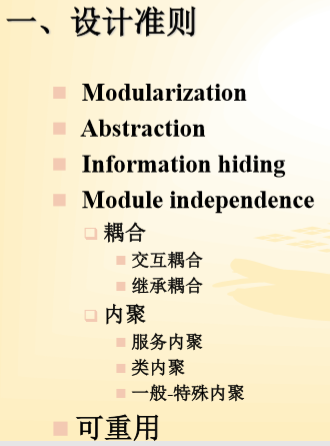 一、设计准则
Modularization
Abstraction
Information hiding
Module independence
耦合
交互耦合
继承耦合
内聚
服务内聚
类内聚
一般-特殊内聚
可重用